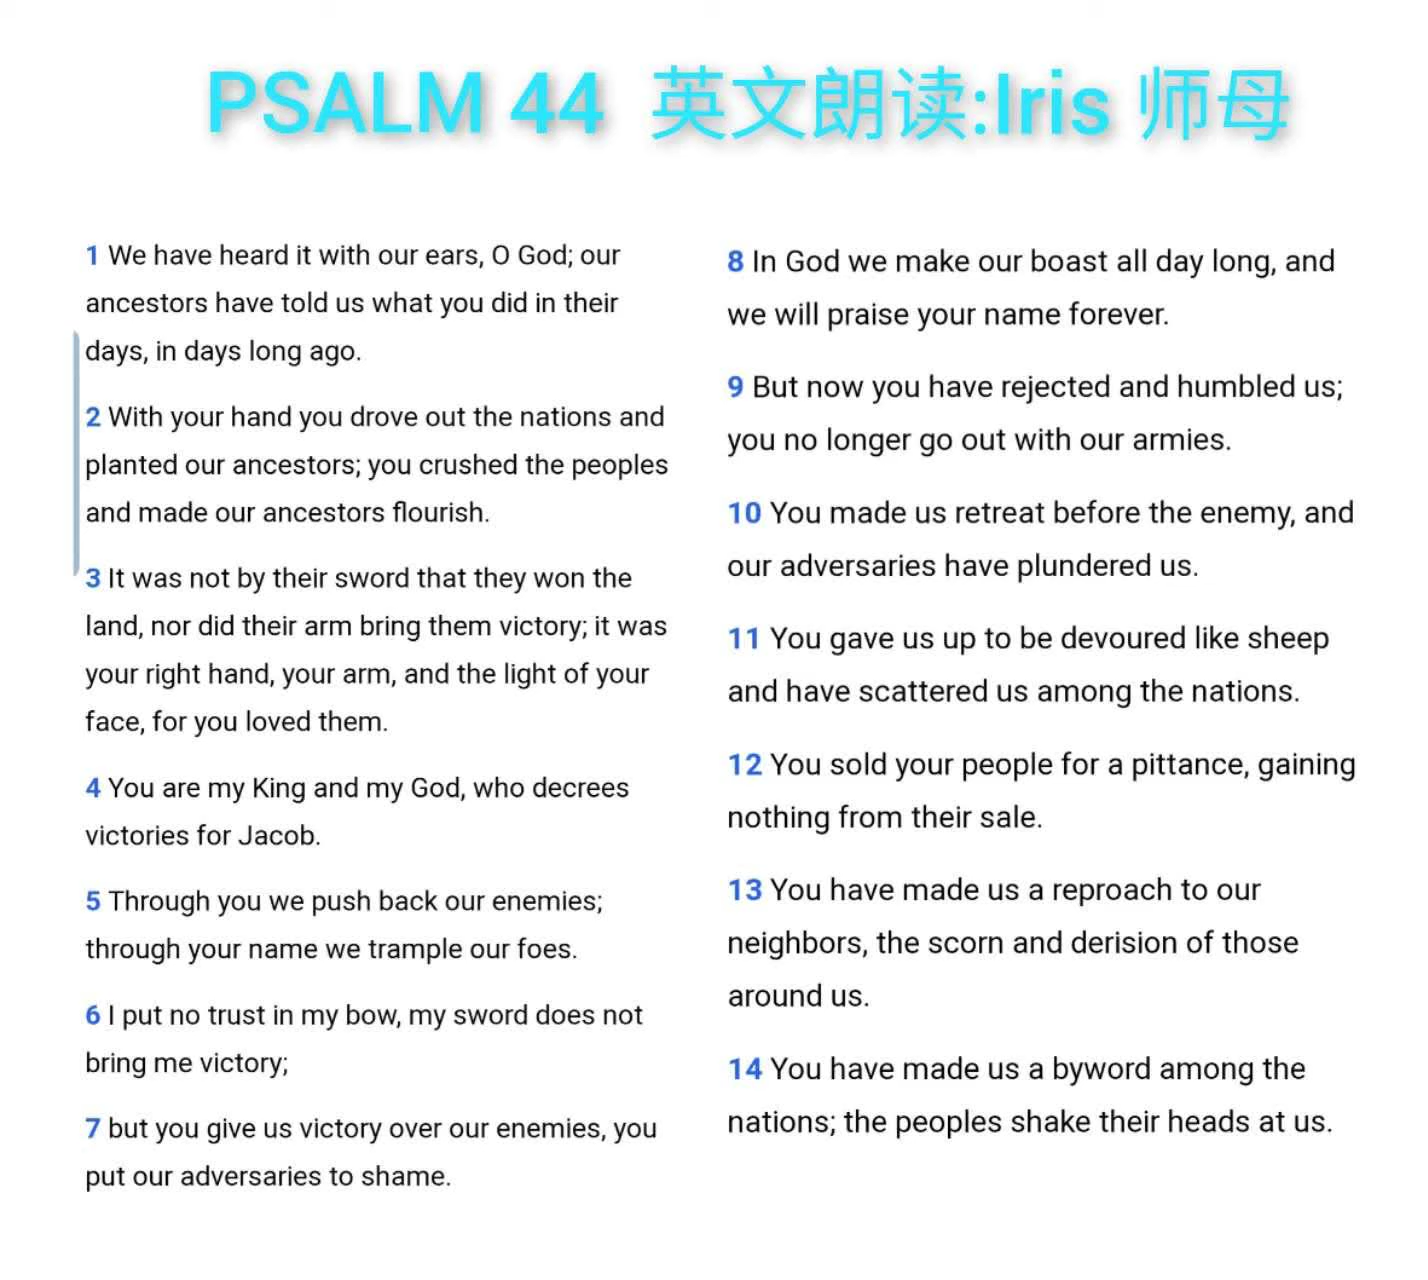 PSALM 44 英文朗读:Iris 师母
1 We have heard it with our ears, O God; our
ancestors have told us what you did in their
days, in days long ago.
2 With your hand you drove out the nations and
planted our ancestors; you crushed the peoples
and made our ancestors flourish.
3 It was not by their sword that they won the
land, nor did their arm bring them victory; it was
your right hand, your arm, and the light of your
face, for you loved them.
4 You are my King and my God, who decrees
victories for Jacob.
5 Through you we push back our enemies;
through your name we trample our foes.
6 I put no trust in my bow, my sword does not
bring me victory;
7 but you give us victory over our enemies, you
put our adversaries to shame.
8 In God we make our boast all day long, and
we will praise your name forever.
9 But now you have rejected and humbled us;
you no longer go out with our armies.
10 You made us retreat before the enemy, and
our adversaries have plundered us.
11 You gave us up to be devoured like sheep
and have scattered us among the nations.
12 You sold your people for a pittance, gaining
nothing from their sale.
13 You have made us a reproach to our
neighbors, the scorn and derision of those
around us.
14 You have made us a byword among the
nations; the peoples shake their heads at us.